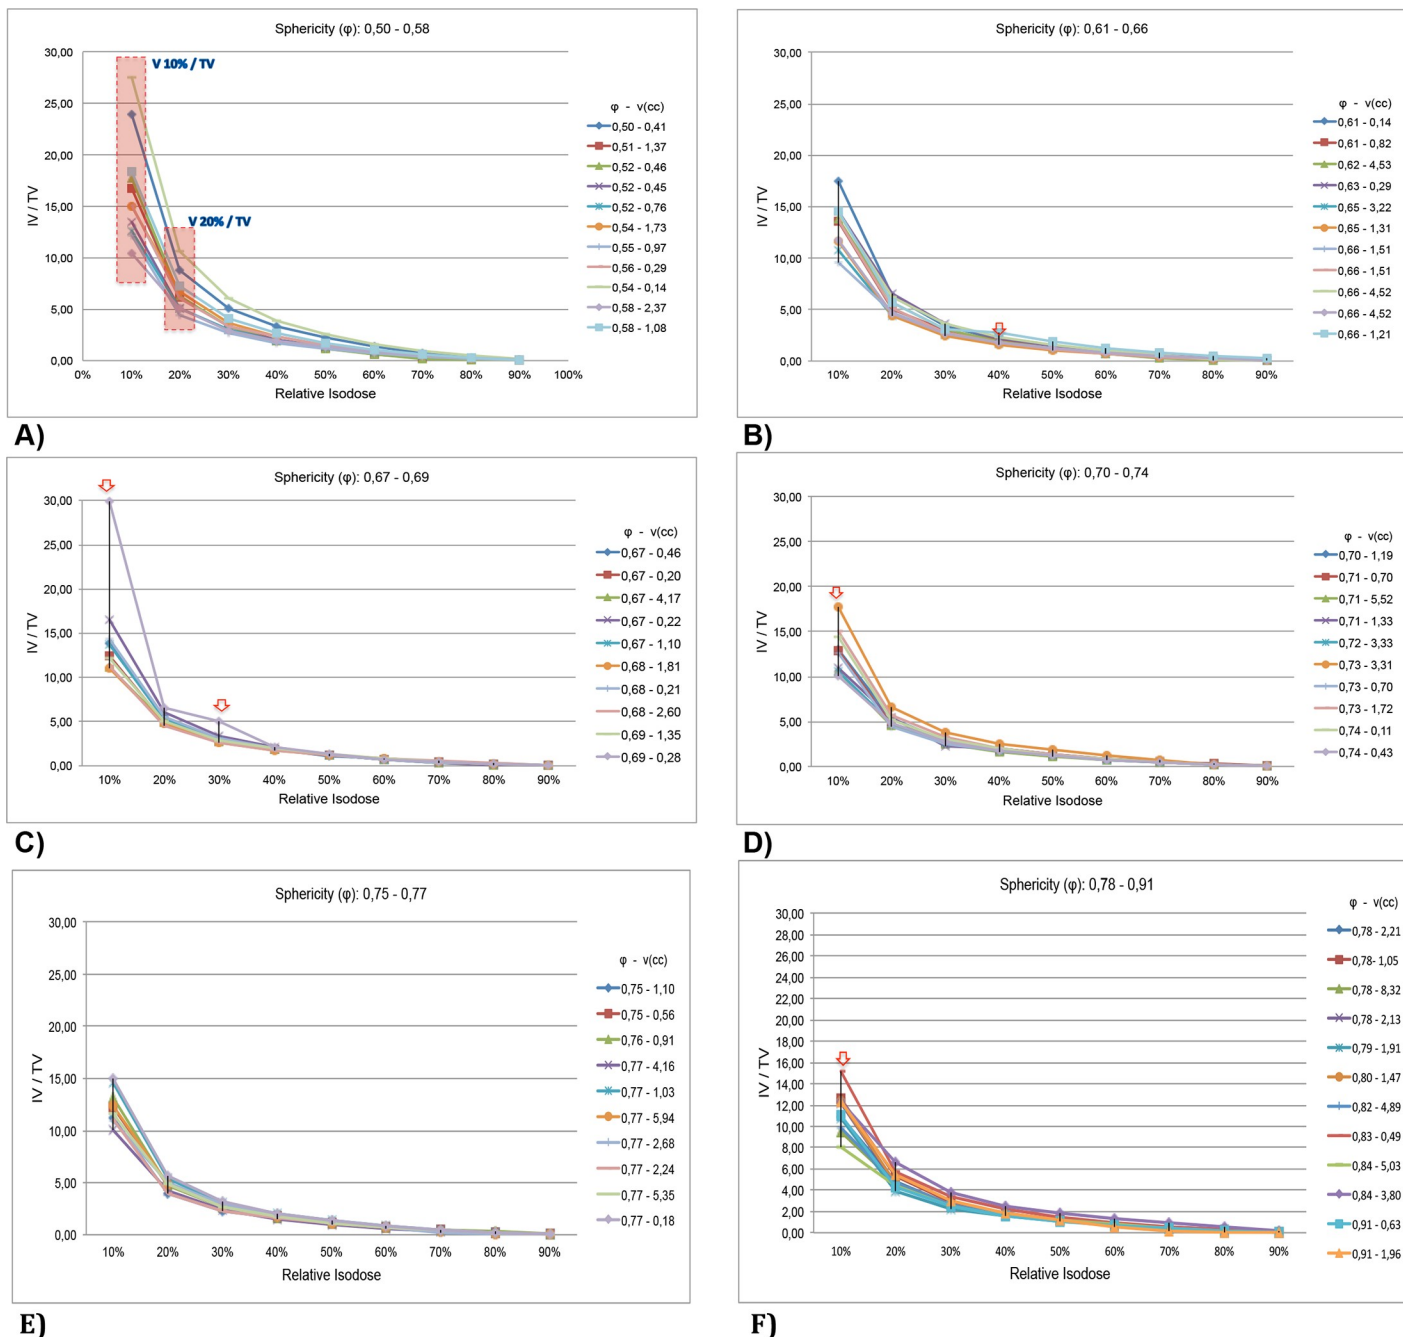 Sphericity (φ): 0,50 - 0,58
30,00
25,00
20,00
15,00
10,00
5,00
0,00
IV / TV
V 10% / TV
V 20% / TV
0% 10% 20% 30% 40% 50% 60% 70% 80% 90% 100%
Relative Isodose
φ - v(cc)
0,50 - 0,41
0,51 - 1,37
0,52 - 0,46
0,52 - 0,45
0,52 - 0,76
0,54 - 1,73
0,55 - 0,97
0,56 - 0,29
0,54 - 0,14
0,58 - 2,37
0,58 - 1,08
A)
Sphericity (φ): 0,61 - 0,66
30,00
25,00
20,00
15,00
10,00
5,00
0,00
IV / TV
10% 20% 30% 40% 50% 60% 70% 80% 90%
Relative Isodose
φ - v(cc)
0,61 - 0,14
0,61 - 0,82
0,62 - 4,53
0,63 - 0,29
0,65 - 3,22
0,65 - 1,31
0,66 - 1,51
0,66 - 1,51
0,66 - 4,52
0,66 - 4,52
0,66 - 1,21
B)
Sphericity (φ): 0,67 - 0,69
30,00
25,00
20,00
15,00
10,00
5,00
0,00
IV / TV
10% 20% 30% 40% 50% 60% 70% 80% 90%
Relative Isodose
φ - v(cc)
0,67 - 0,46
0,67 - 0,20
0,67 - 4,17
0,67 - 0,22
0,67 - 1,10
0,68 - 1,81
0,68 - 0,21
0,68 - 2,60
0,69 - 1,35
0,69 - 0,28
C)
Sphericity (φ): 0,70 - 0,74
30,00
25,00
20,00
15,00
10,00
5,00
0,00
IV / TV
10% 20% 30% 40% 50% 60% 70% 80% 90%
Relative Isodose
φ - v(cc)
0,70 - 1,19
0,71 - 0,70
0,71 - 5,52
0,71 - 1,33
0,72 - 3,33
0,73 - 3,31
0,73 - 0,70
0,73 - 1,72
0,74 - 0,11
0,74 - 0,43
D)
Sphericity (φ): 0,75 - 0,77
30,00
25,00
20,00
15,00
10,00
5,00
0,00
IV / TV
10% 20% 30% 40% 50% 60% 70% 80% 90%
Relative Isodose
φ - v(cc)
0,75 - 1,10
0,75 - 0,56
0,76 - 0,91
0,77 - 4,16
0,77 - 1,03
0,77 - 5,94
0,77 - 2,68
0,77 - 2,24
0,77 - 5,35
0,77 - 0,18
E)
Sphericity (φ): 0,78 - 0,91
30,00
28,00
26,00
24,00
22,00
20,00
18,00
16,00
14,00
12,00
10,00
8,00
6,00
4,00
2,00
0,00
IV / TV
10% 20% 30% 40% 50% 60% 70% 80% 90%
Relative Isodose
φ - v(cc)
0,78 - 2,21
0,78- 1,05
0,78 - 8,32
0,78 - 2,13
0,79 - 1,91
0,80 - 1,47
0,82 - 4,89
0,83 - 0,49
0,84 - 5,03
0,84 - 3,80
0,91 - 0,63
0,91 - 1,96
F)